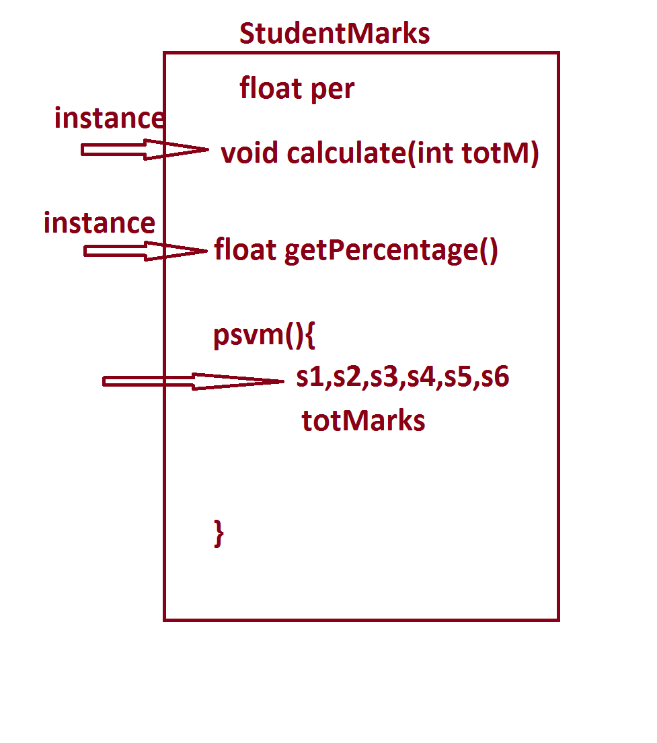 StudentMarks
float per
instance
void calculate(int totM)
instance
float getPercentage()
psvm(){
s1,s2,s3,s4,s5,s6
totMarks
}